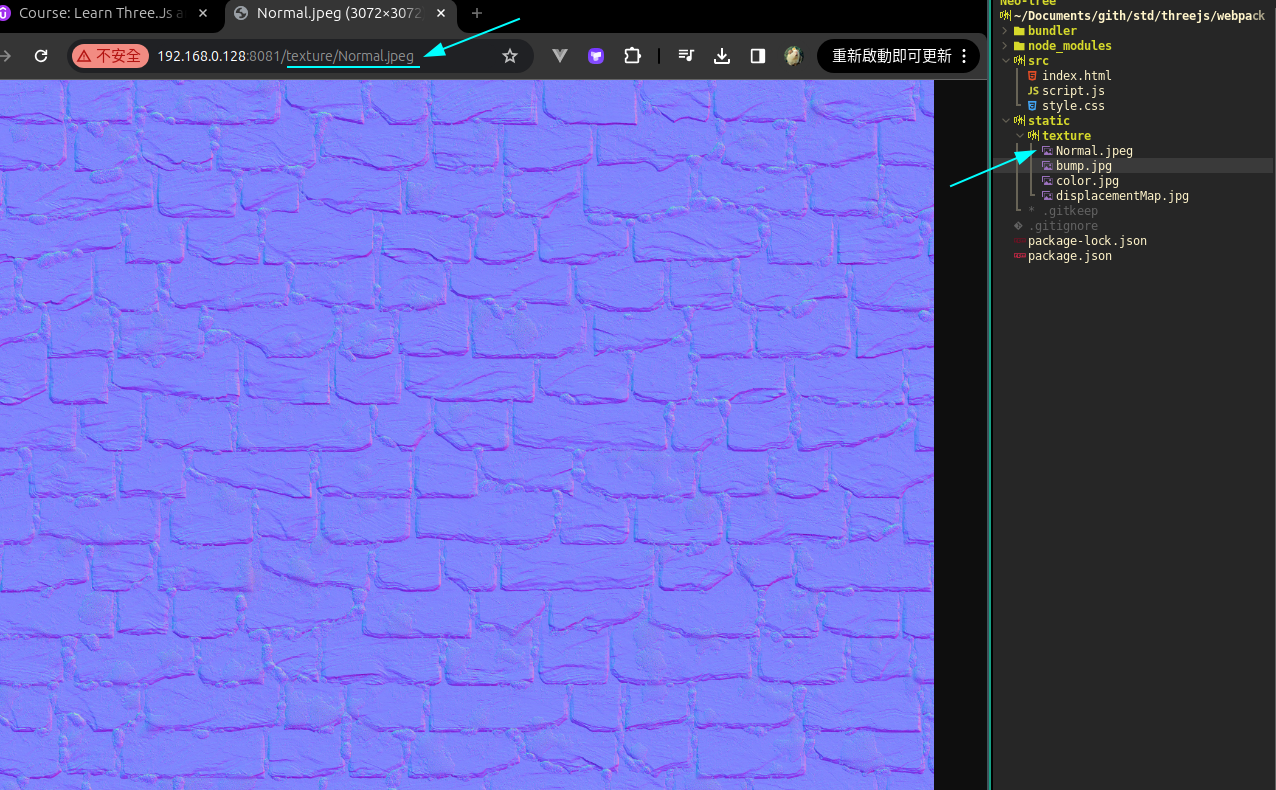 Course: Learn Three.Js a
Normal.Jpeg (3072×3072
不安全
192.168.0.128:8081/texture/Normal.jpeg
重新啟動即可更新
Neo-tree
~/Documents/gith/std/threejs/webpack
bundler
node_modules
src
index.html
JS script.js
style.css
static
texture
Normal.jpeg
bump.jpg
color.jpg
displacementMap.jpg
* .gitkeep
.gitignore
package-lock.json
package.json